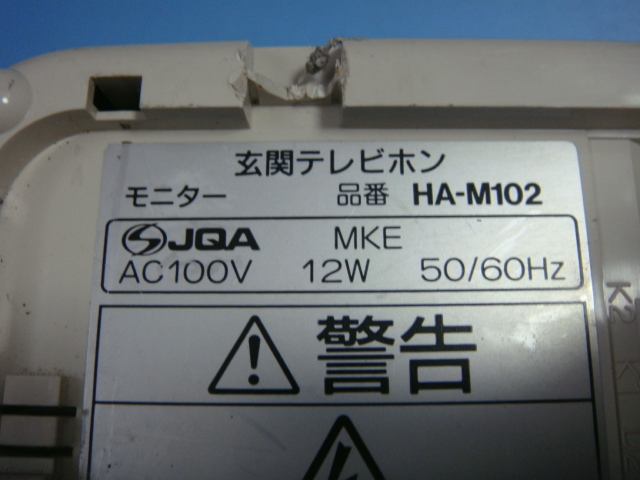 玄関テレビホン
モニター 品番 HA-M102
JQA MKE
AC100V 12W 50/60Hz
警告
K2